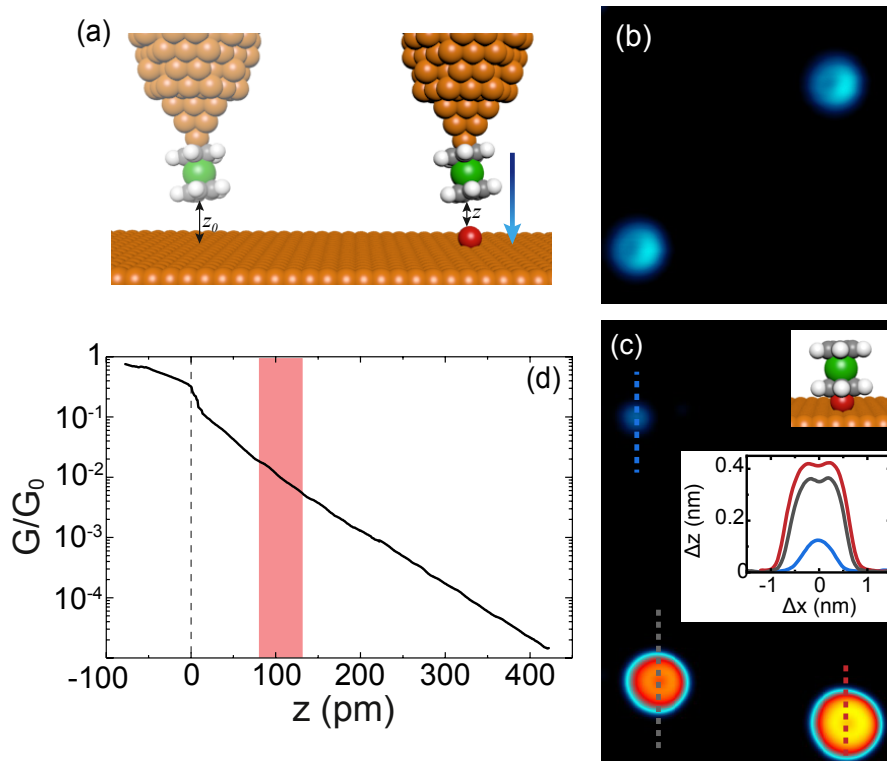 (a)
z₀
z
(b)
(c)
0.4
0.2
0
Δz (nm)
-1
0
1
Δx (nm)
(d)
1
10⁻¹
10⁻²
10⁻³
10⁻⁴
G/G₀
-100
0
100
200
300
400
z (pm)